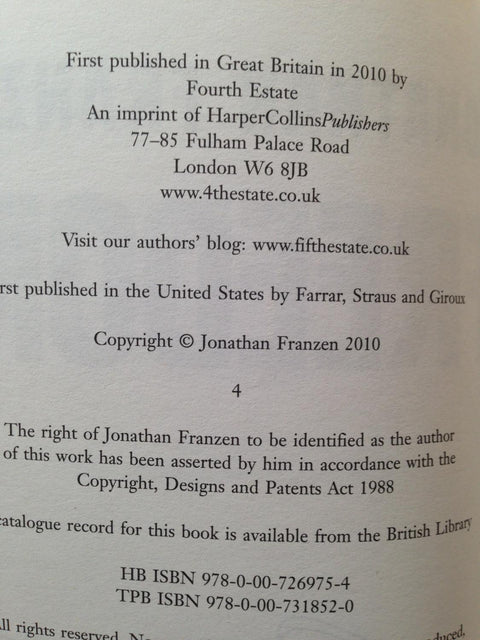 First published in Great Britain in 2010 by
Fourth Estate
An imprint of HarperCollinsPublishers
77–85 Fulham Palace Road
London W6 8JB
www.4thestate.co.uk
Visit our authors' blog: www.fifthestate.co.uk
rst published in the United States by Farrar, Straus and Giroux
Copyright © Jonathan Franzen 2010
4
The right of Jonathan Franzen to be identified as the author
of this work has been asserted by him in accordance with the
Copyright, Designs and Patents Act 1988
catalogue record for this book is available from the British Library
HB ISBN 978-0-00-726975-4
TPB ISBN 978-0-00-731852-0
ll rights reserved. No